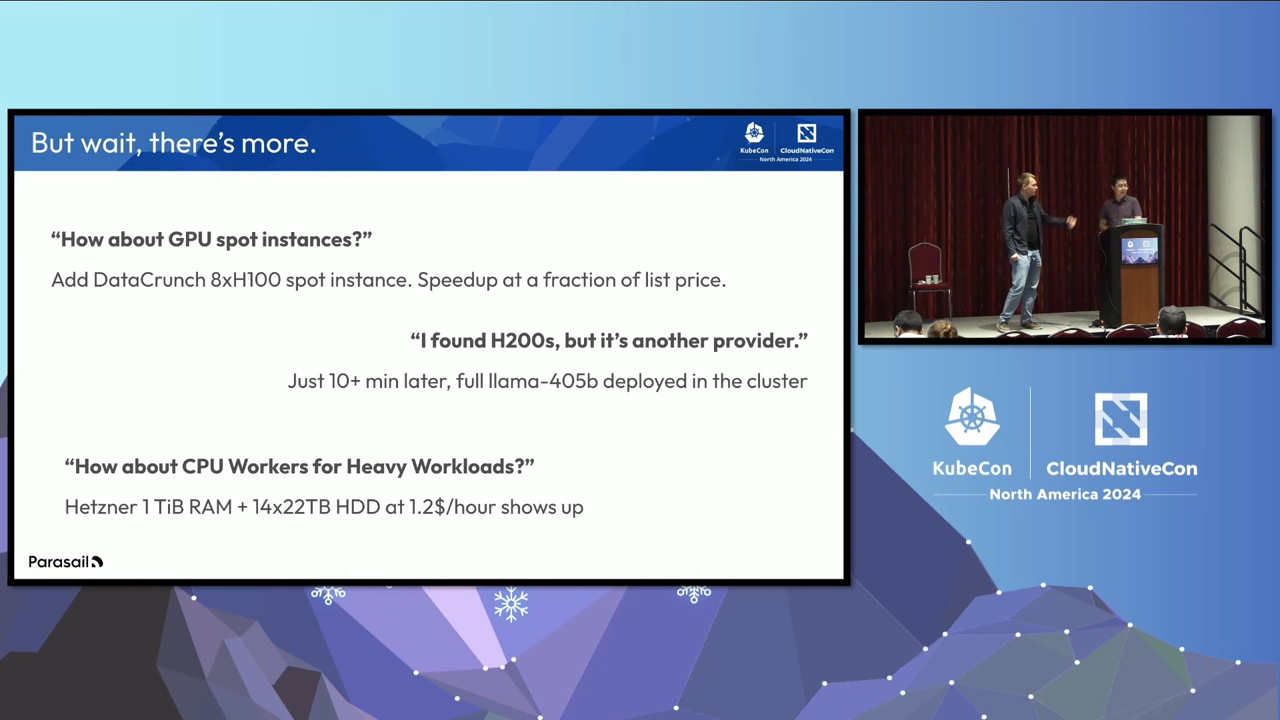 But wait, there's more.
KubeCon
CloudNativeCon
North America 2024
“How about GPU spot instances?”
Add DataCrunch 8xH100 spot instance. Speedup at a fraction of list price.
“I found H200s, but it's another provider.”
Just 10+ min later, full llama-405b deployed in the cluster
“How about CPU Workers for Heavy Workloads?”
Hetzner 1 TiB RAM + 14x22TB HDD at 1.2$/hour shows up
Parasail
KubeCon
CloudNativeCon
North America 2024